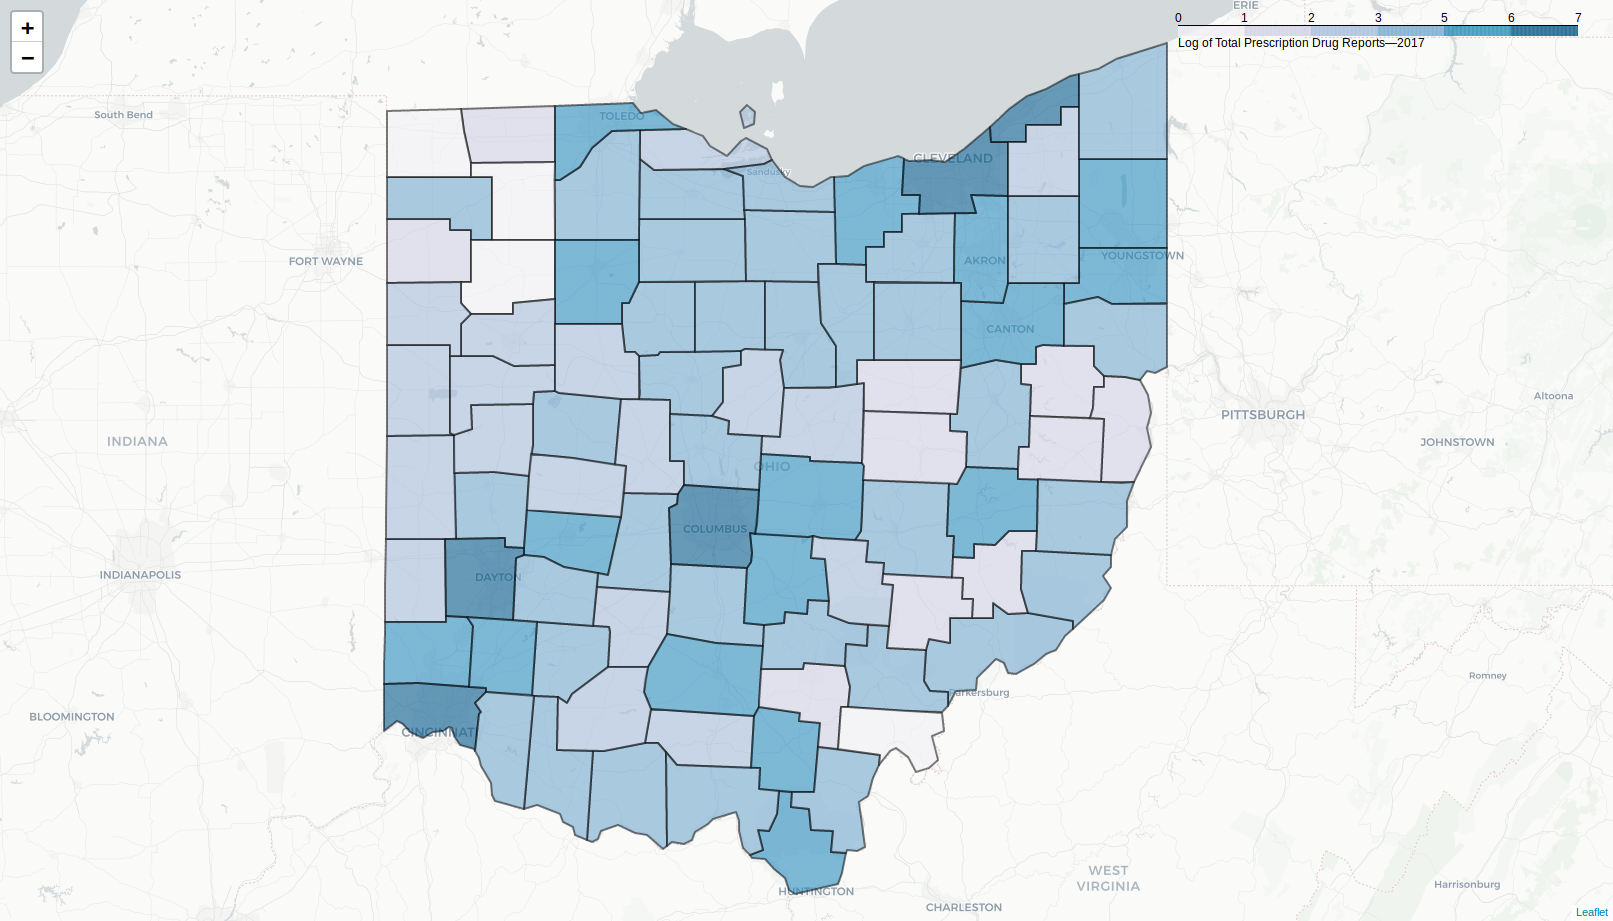 +
−
ERIE
0 1 2 3 5 6 7
Log of Total Prescription Drug Reports—2017
South Bend
TOLEDO
CLEVELAND
Sandusky
FORT WAYNE
AKRON
YOUNGSTOWN
CANTON
Altoona
PITTSBURGH
INDIANA
JOHNSTOWN
OHIO
COLUMBUS
INDIANAPOLIS
DAYTON
Romney
Parkersburg
BLOOMINGTON
CINCINNATI
WEST
VIRGINIA
Harrisonburg
HUNTINGTON
CHARLESTON
Leaflet